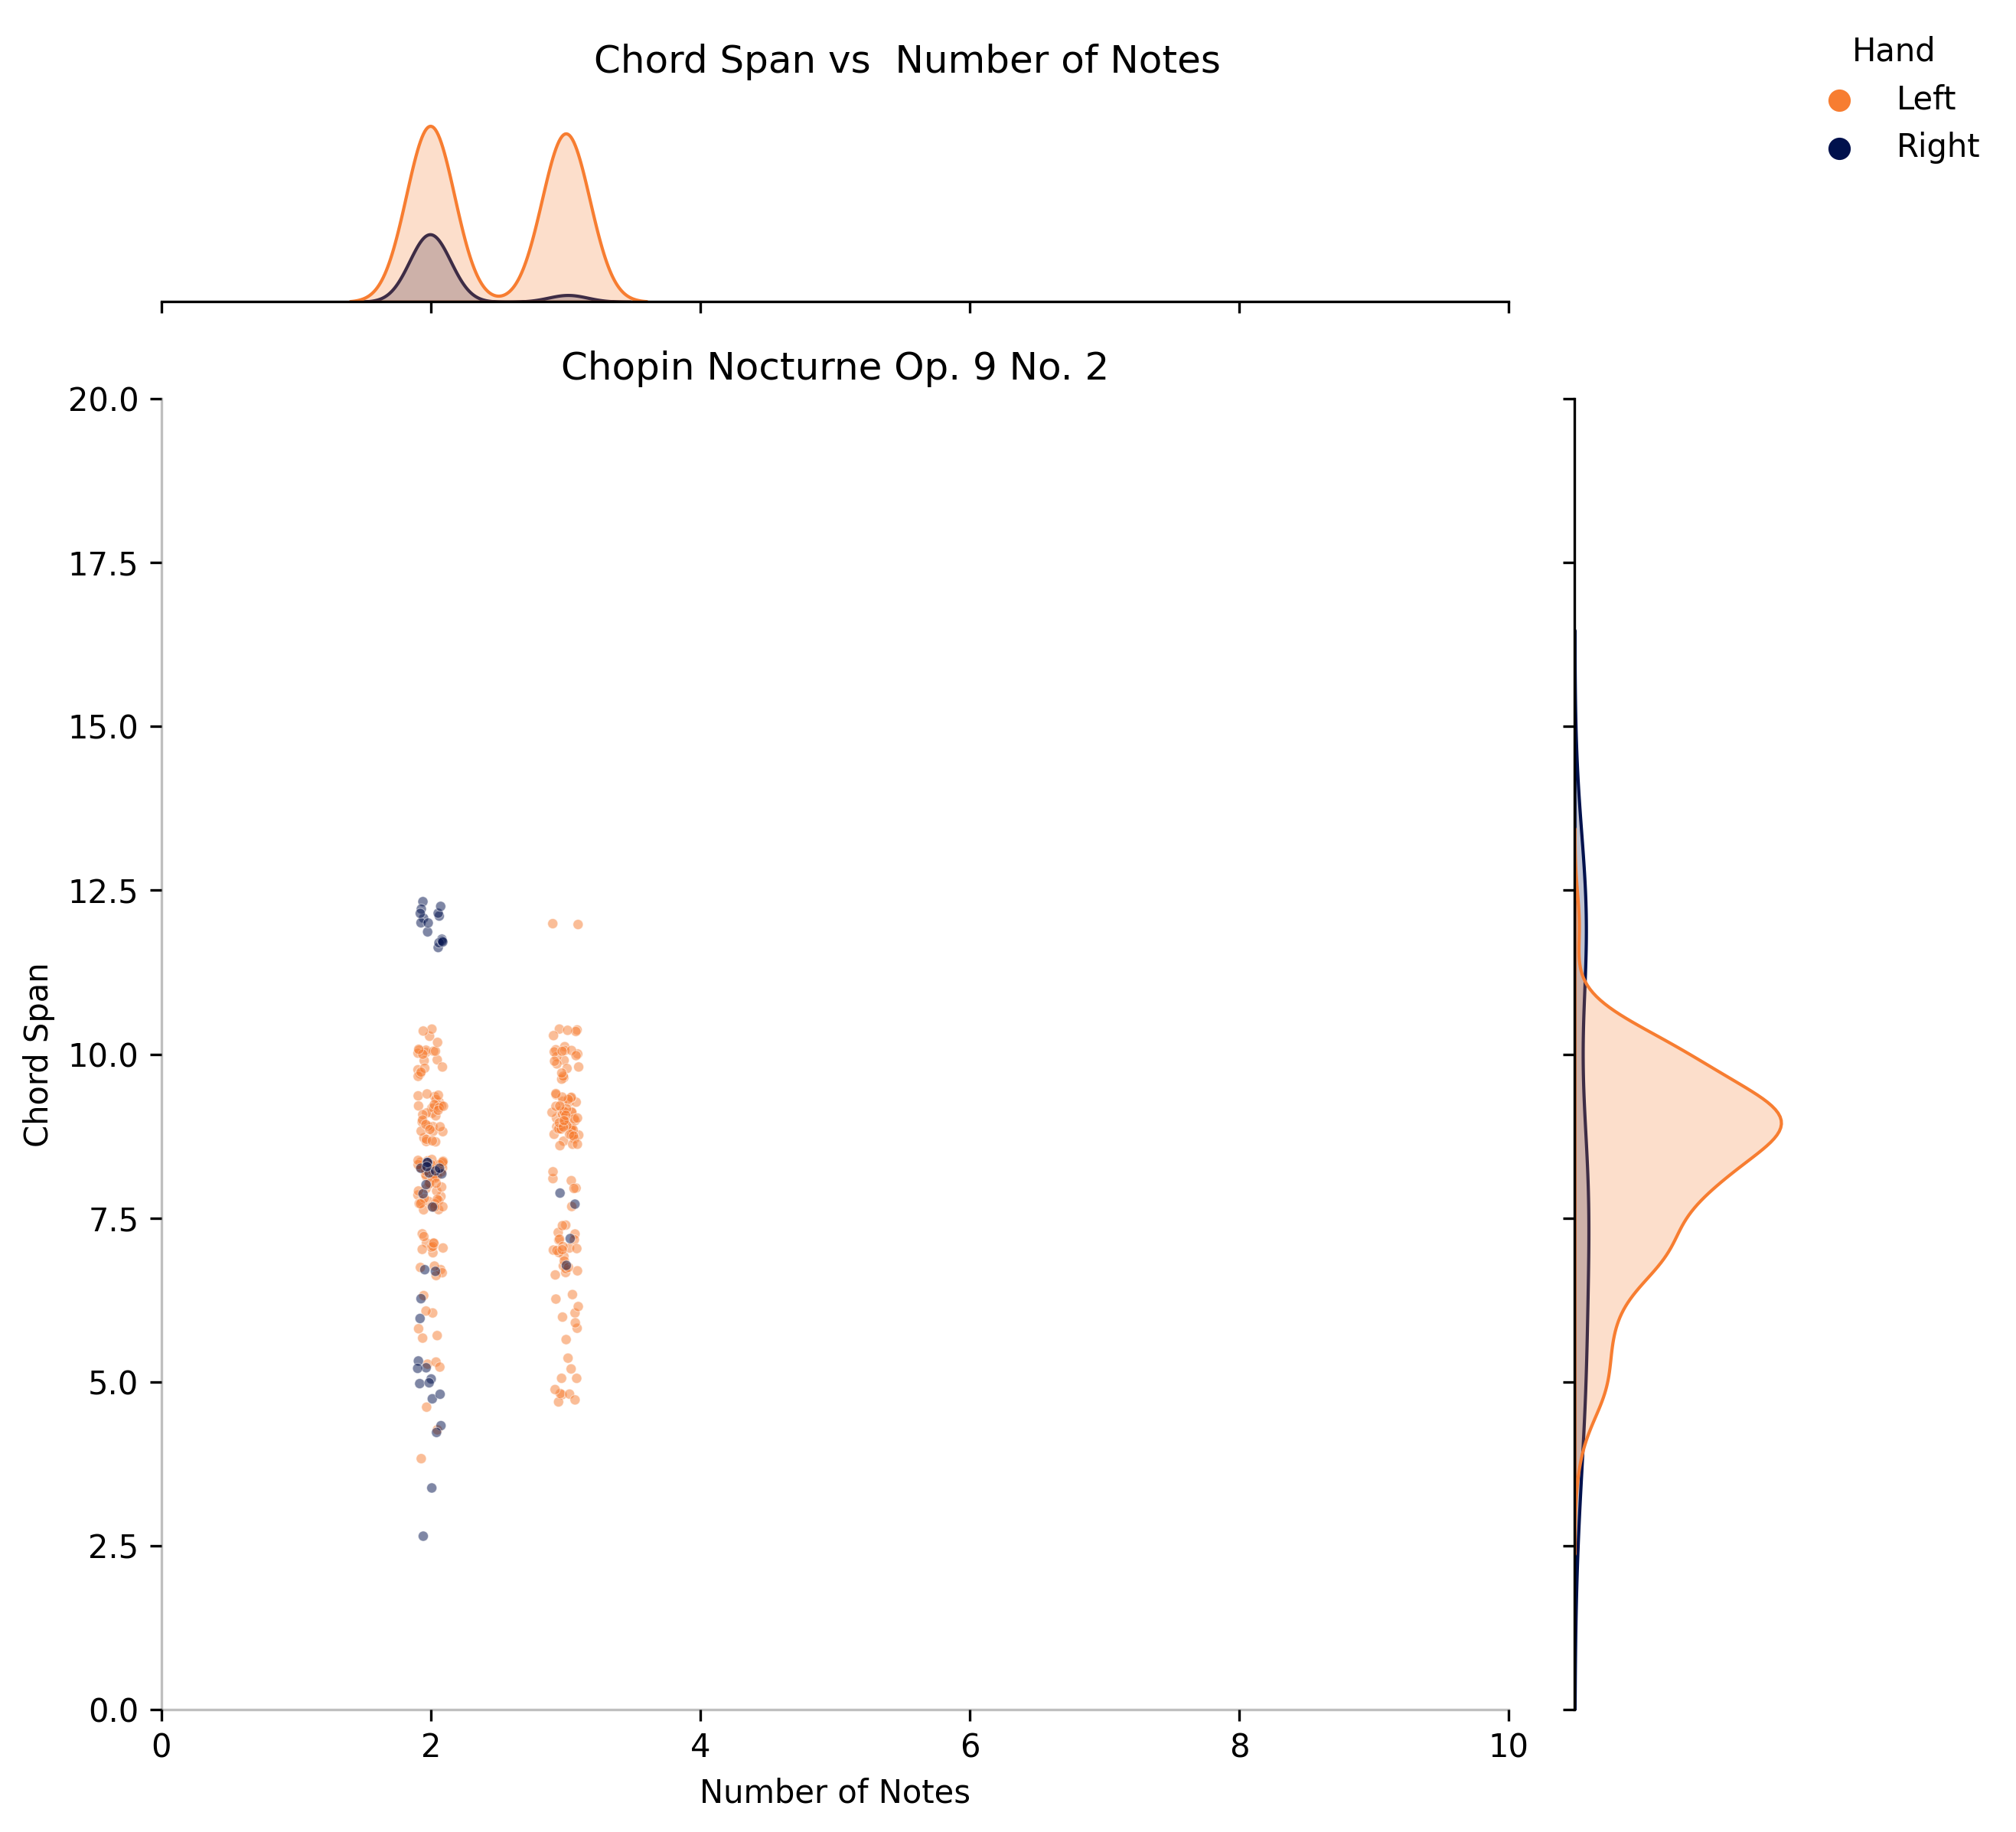 Chord Span vs  Number of Notes
Hand
Left
Right
Chopin Nocturne Op. 9 No. 2
20.0
17.5
15.0
12.5
10.0
7.5
5.0
2.5
0.0
Chord Span
0 2 4 6 8 10
Number of Notes